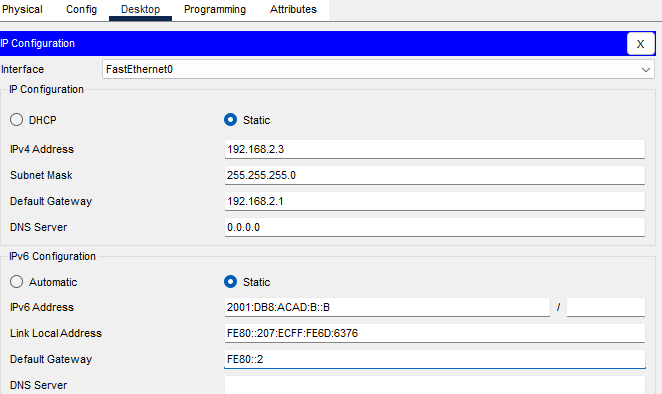 Physical Config Desktop Programming Attributes
IP Configuration X
Interface FastEthernet0
IP Configuration
DHCP Static
IPv4 Address 192.168.2.3
Subnet Mask 255.255.255.0
Default Gateway 192.168.2.1
DNS Server 0.0.0.0
IPv6 Configuration
Automatic Static
IPv6 Address 2001:DB8:ACAD:B::B /
Link Local Address FE80::207:ECFF:FE6D:6376
Default Gateway FE80::2
DNS Server